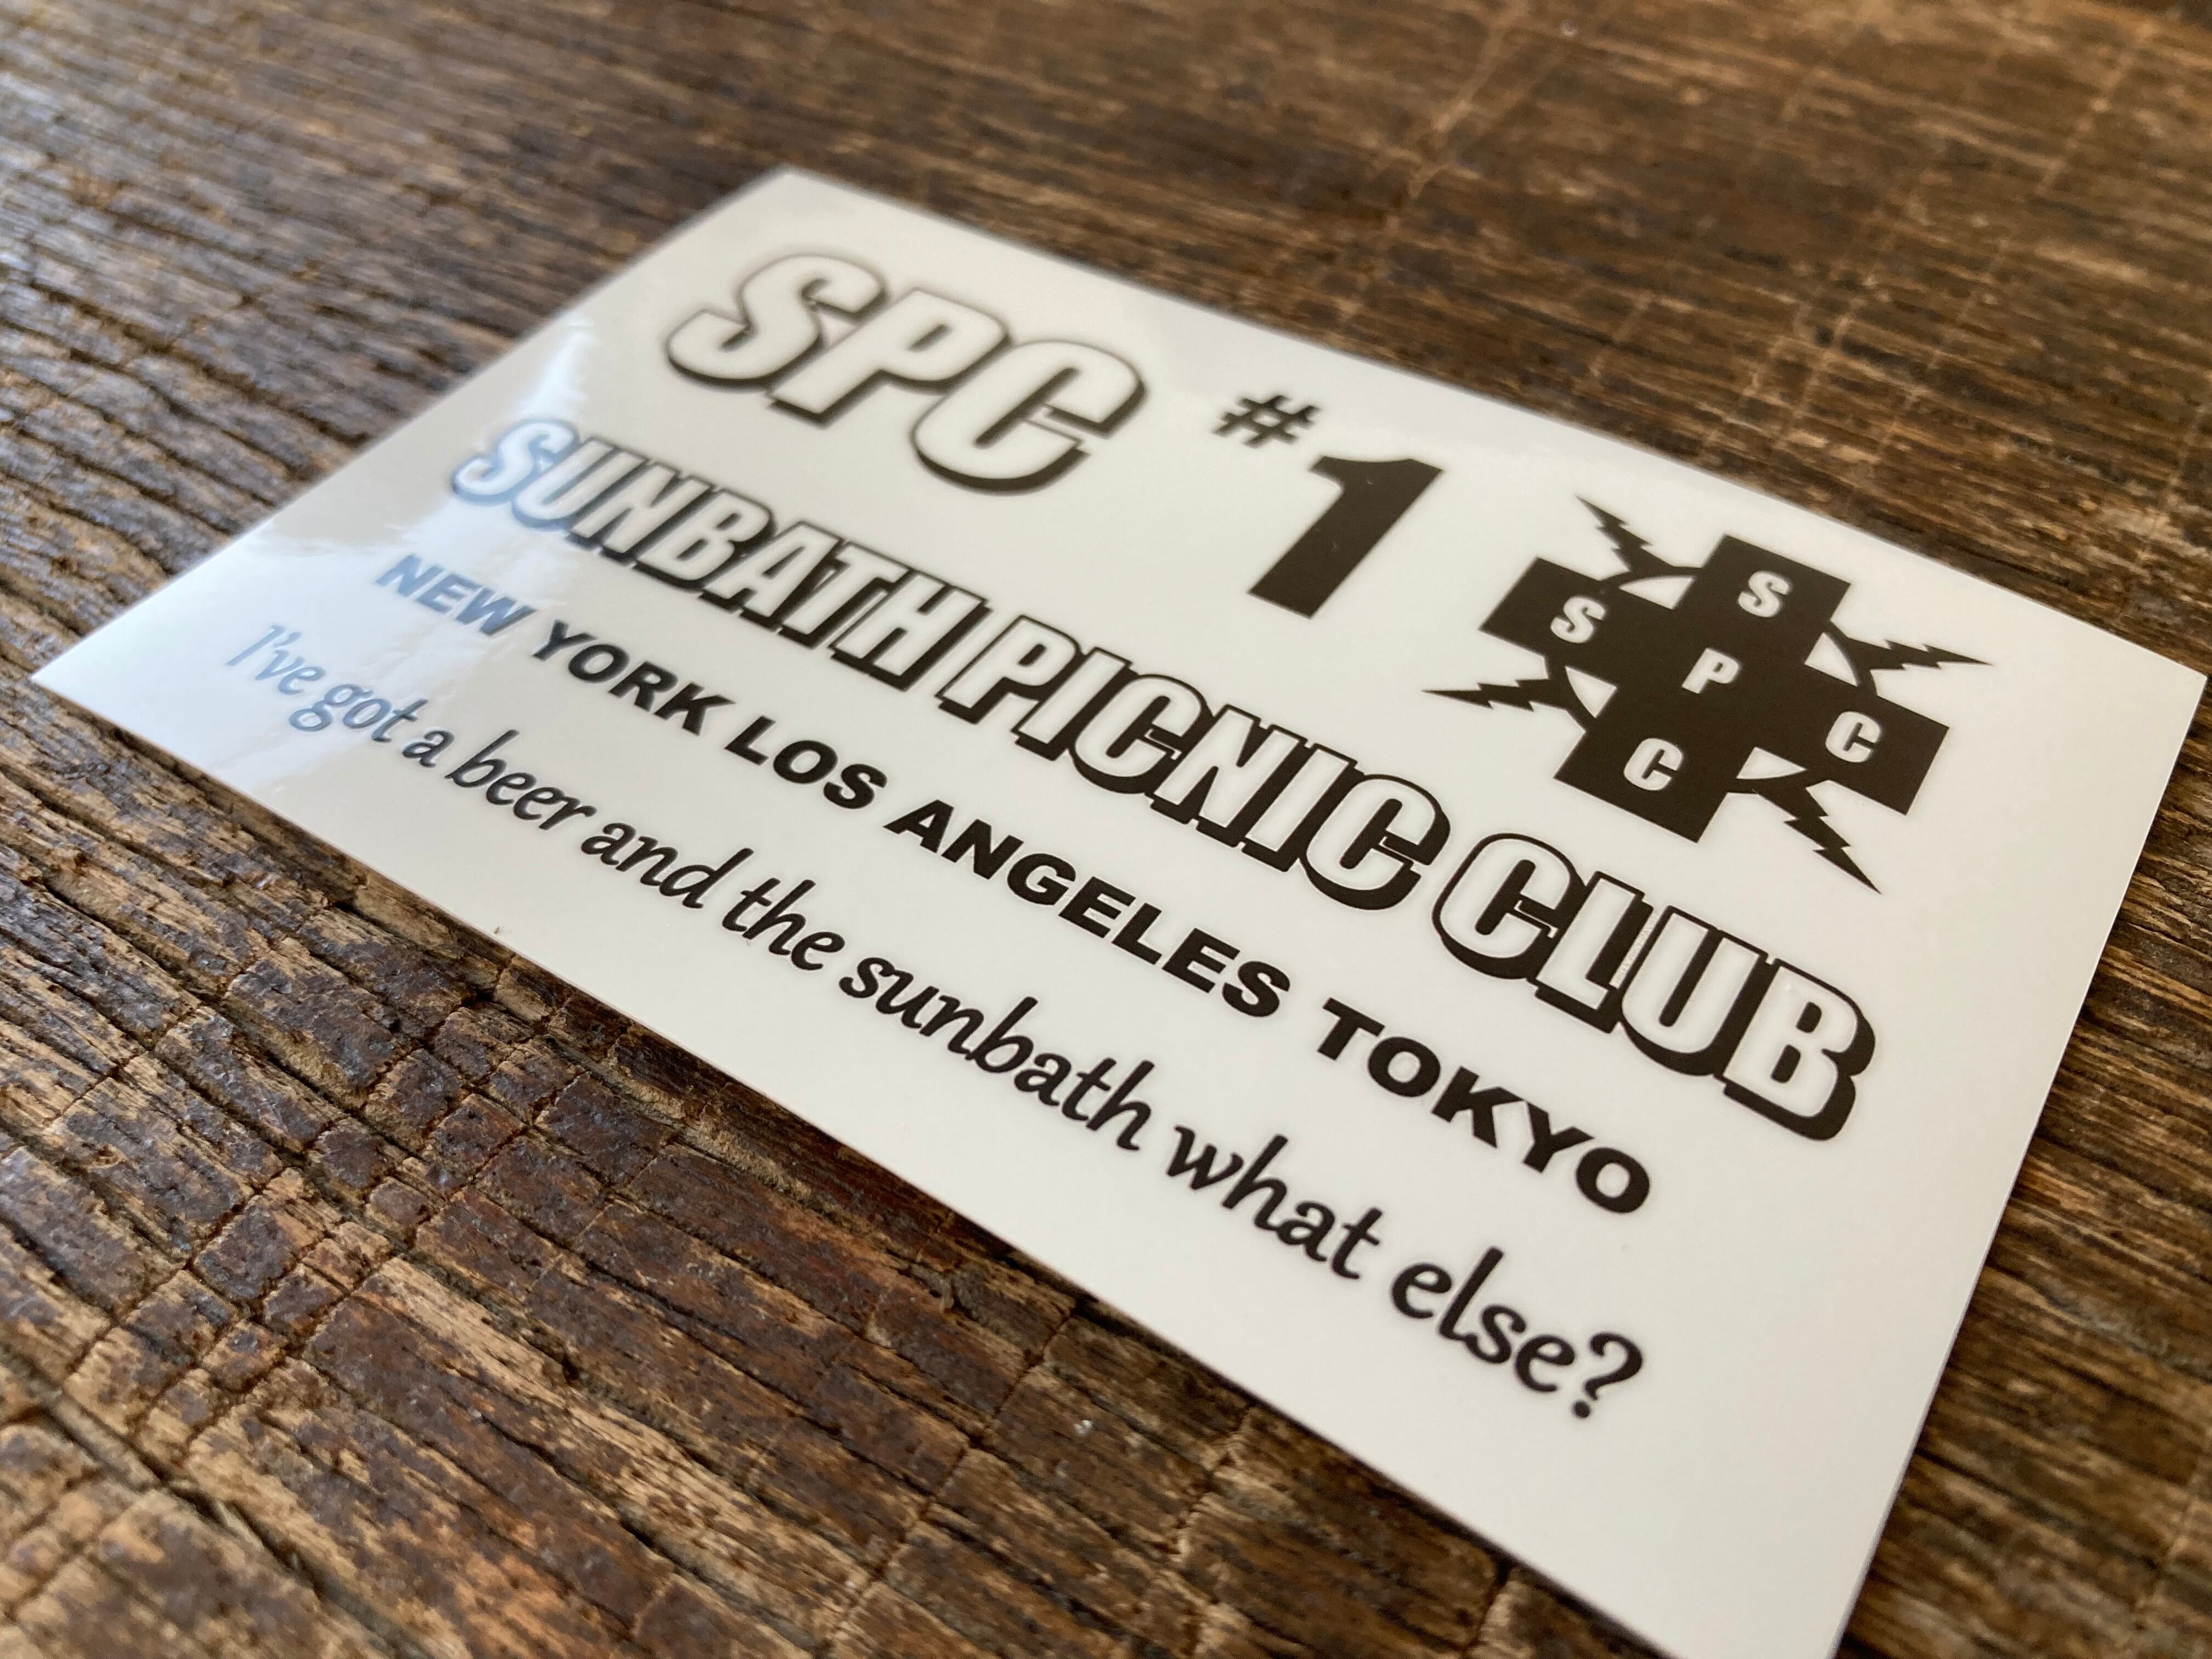 SPC #1
S
S P C
C
SUNBATH PICNIC CLUB
NEW YORK LOS ANGELES TOKYO
I've got a beer and the sunbath what else?